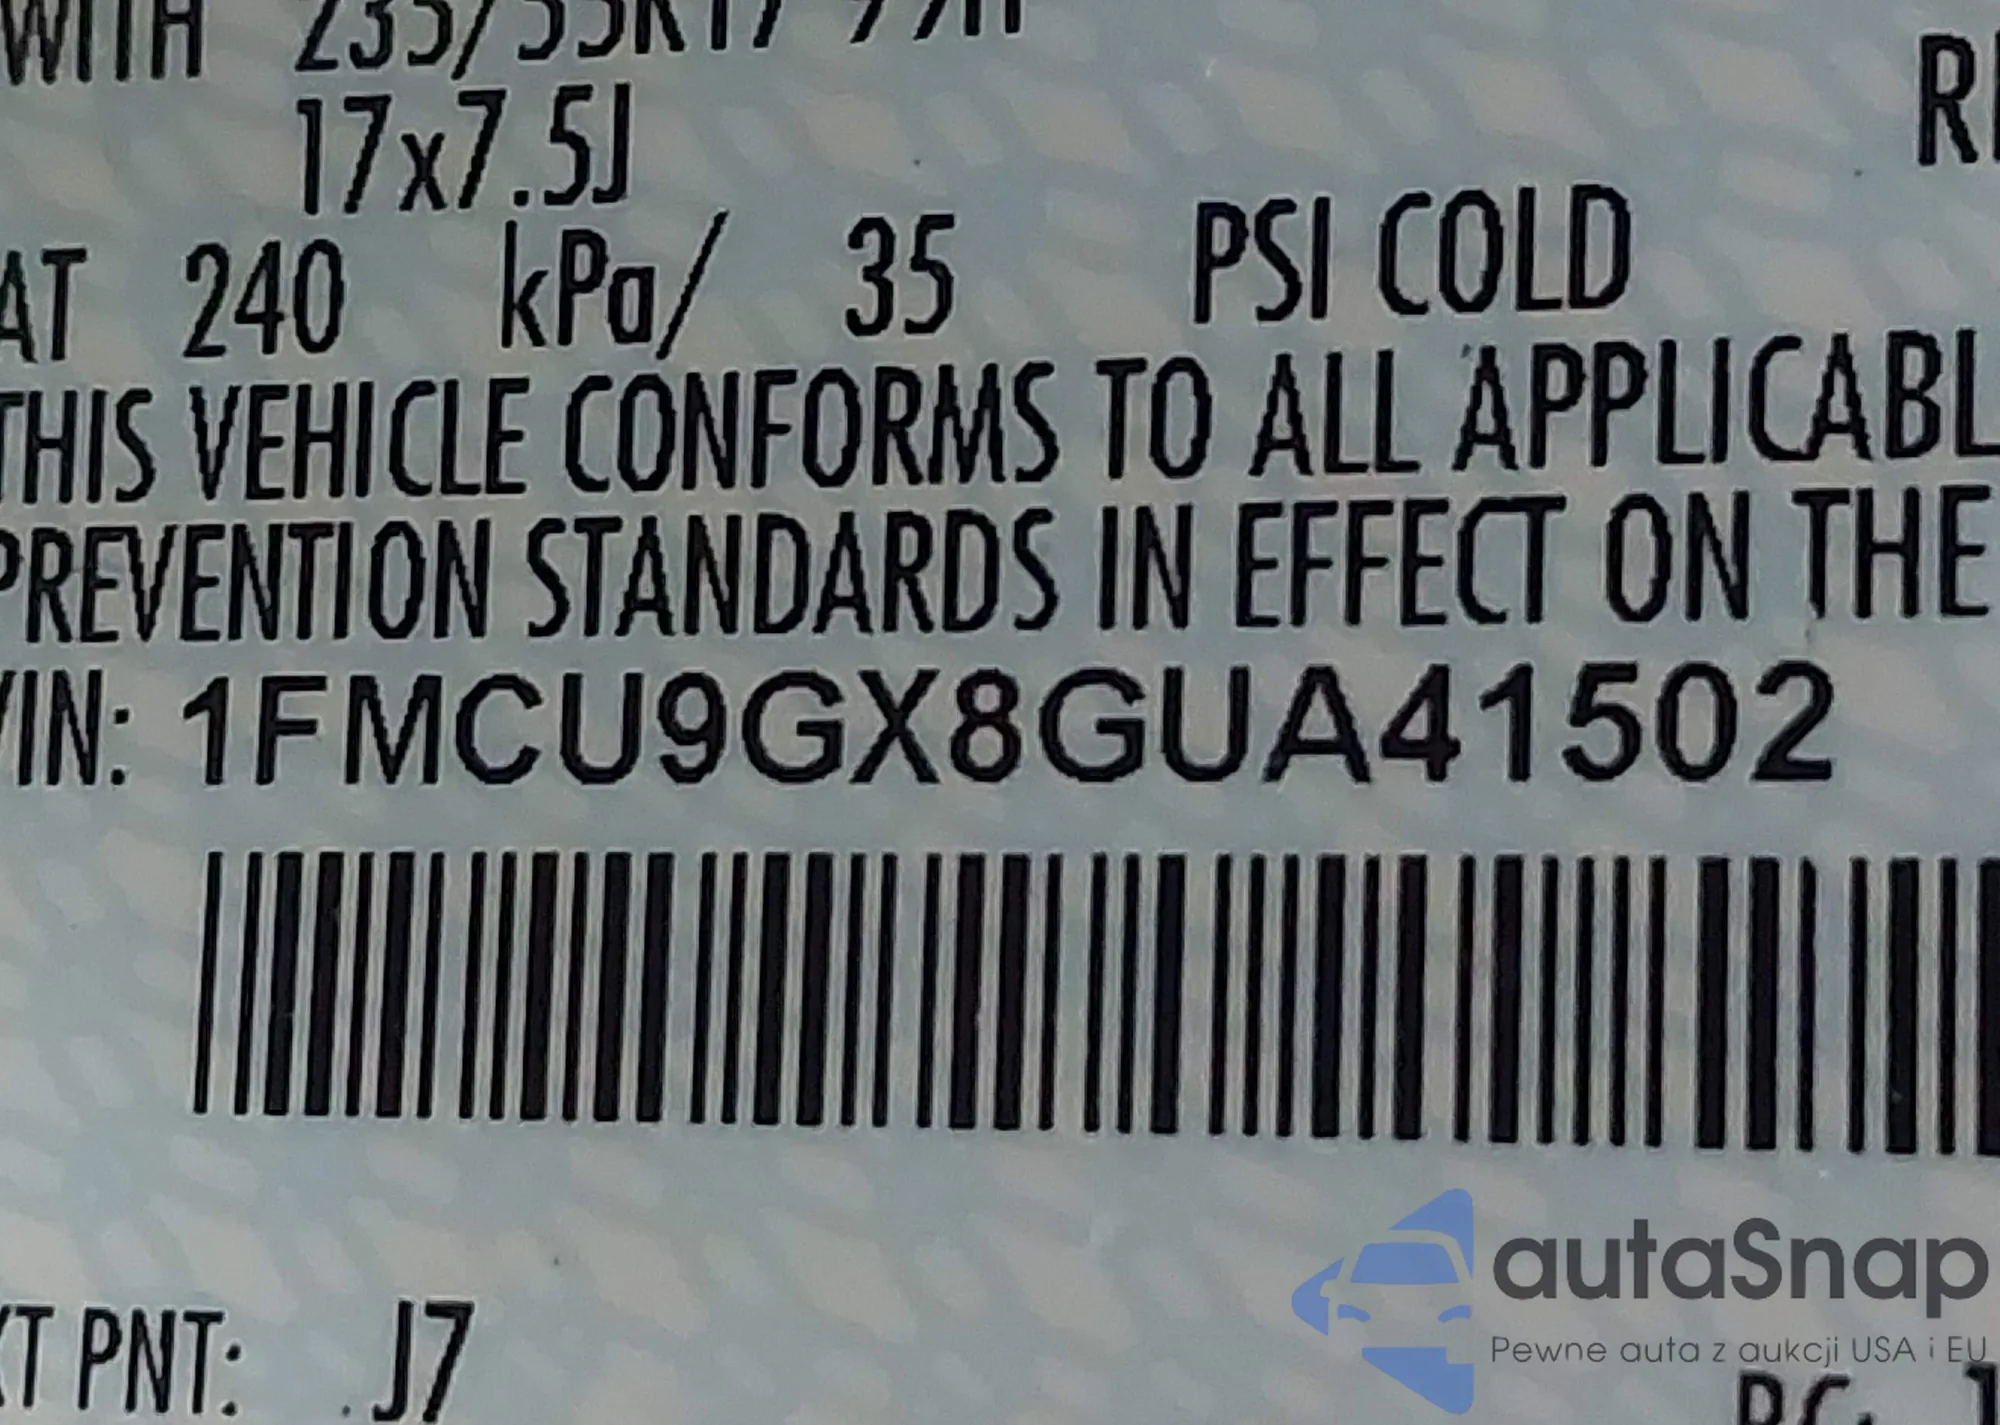 WITH 235/55R17 99H
17x7.5J
AT 240 kPa/ 35 PSI COLD
THIS VEHICLE CONFORMS TO ALL APPLICABL
PREVENTION STANDARDS IN EFFECT ON THE
VIN: 1FMCU9GX8GUA41502
autaSnap
Pewne auta z aukcji USA i EU
XT PNT: J7